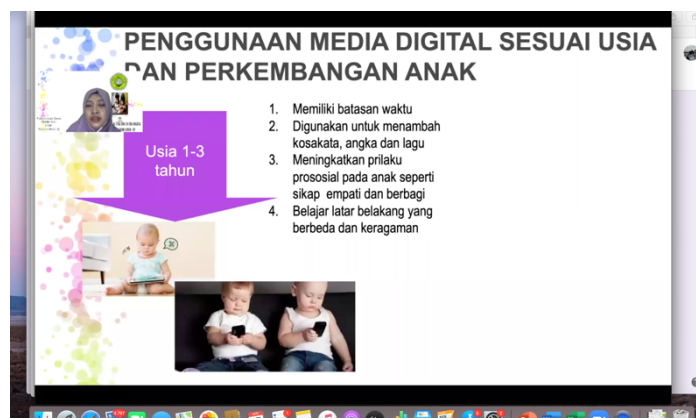 PENGGUNAAN MEDIA DIGITAL SESUAI USIA
DAN PERKEMBANGAN ANAK
Usia 1-3
tahun
1. Memiliki batasan waktu
2. Digunakan untuk menambah
kosakata, angka dan lagu
3. Meningkatkan prilaku
prososial pada anak seperti
sikap empati dan berbagi
4. Belajar latar belakang yang
berbeda dan keragaman